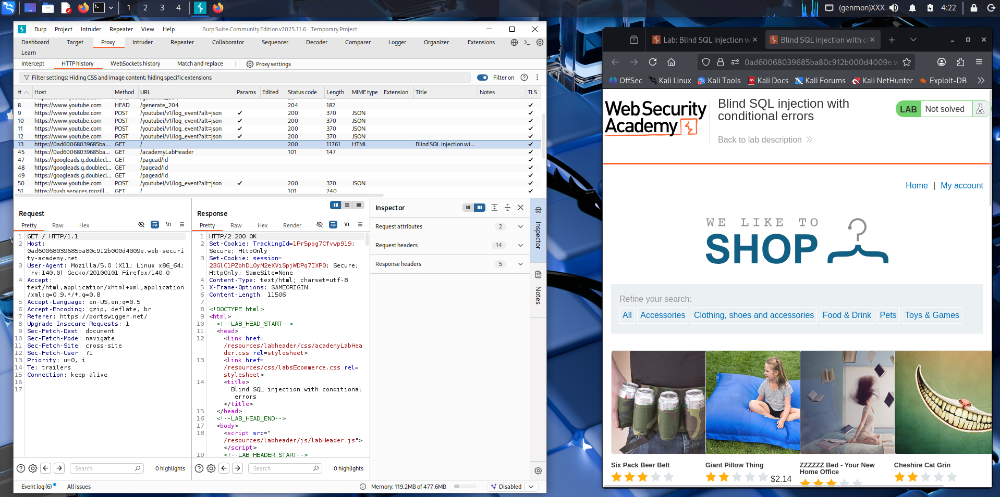 1 2 3 4 (genmon)XXX 4:22
Burp Project Intruder Repeater View Help Burp Suite Community Edition v2025.11.6 - Temporary Project
Dashboard Target Proxy Intruder Repeater Collaborator Sequencer Decoder Comparer Logger Organizer Extensions
Learn
Intercept HTTP history WebSockets history Match and replace Proxy settings
Filter settings: Hiding CSS and image content; hiding specific extensions Filter on
# Host Method URL Params Edited Status code Length MIME type Extension Title Notes TLS
8 https://www.youtube.com HEAD /generate_204 204 182 ✓
9 https://www.youtube.com POST /youtubei/v1/log_event?alt=json ✓ 200 370 JSON ✓
10 https://www.youtube.com POST /youtubei/v1/log_event?alt=json ✓ 200 370 JSON ✓
11 https://www.youtube.com POST /youtubei/v1/log_event?alt=json ✓ 200 370 JSON ✓
12 https://www.youtube.com POST /youtubei/v1/log_event?alt=json ✓ 200 370 JSON ✓
13 https://0ad60068039685ba... GET / 200 11761 HTML Blind SQL injection wi... ✓
45 https://0ad60068039685ba... GET /academyLabHeader 101 147 ✓
47 https://googleads.g.doublecl... GET /pagead/id ✓
48 https://googleads.g.doublecl... GET /pagead/id ✓
49 https://googleads.g.doublecl... GET /pagead/id ✓
50 https://www.youtube.com POST /youtubei/v1/log_event?alt=json ✓ 200 370 JSON ✓
51 https://push.services.mozill... GET / 101 240 ✓
Request
Pretty Raw Hex \n
1 GET / HTTP/1.1
2 Host:
0ad60068039685ba80c912b000d4009e.web-securi
ty-academy.net
3 User-Agent: Mozilla/5.0 (X11; Linux x86_64;
rv:140.0) Gecko/20100101 Firefox/140.0
4 Accept:
text/html,application/xhtml+xml,application
/xml;q=0.9,*/*;q=0.8
5 Accept-Language: en-US,en;q=0.5
6 Accept-Encoding: gzip, deflate, br
7 Referer: https://portswigger.net/
8 Upgrade-Insecure-Requests: 1
9 Sec-Fetch-Dest: document
10 Sec-Fetch-Mode: navigate
11 Sec-Fetch-Site: cross-site
12 Sec-Fetch-User: ?1
13 Priority: u=0, i
14 Te: trailers
15 Connection: keep-alive
16
17
Search 0 highlights
Response
Pretty Raw Hex Render \n
1 HTTP/2 200 OK
2 Set-Cookie: TrackingId=1Pr5ppg7Cfvwp919;
Secure; HttpOnly
3 Set-Cookie: session=
23GlC1PZbhDL0yM2eXViSpjWDPq7IXPO; Secure;
HttpOnly; SameSite=None
4 Content-Type: text/html; charset=utf-8
5 X-Frame-Options: SAMEORIGIN
6 Content-Length: 11506
7
8 <!DOCTYPE html>
9 <html>
10 <!--LAB_HEAD_START-->
11 <head>
12 <link href=
/resources/labheader/css/academyLabHea
der.css rel=stylesheet>
13 <link href=
/resources/css/labsEcommerce.css rel=
stylesheet>
14 <title>
Blind SQL injection with conditional
errors
</title>
15 </head>
16 <!--LAB_HEAD_END-->
17 <body>
18 <script src="
/resources/labheader/js/labHeader.js">
</script>
19 <!--LAB HEADER START-->
Search 0 highlights
Inspector
Request attributes 2
Request headers 14
Response headers 5
Inspector
Notes
Event log (6) All issues Memory: 119.2MB of 477.6MB Disabled
Lab: Blind SQL injection w Blind SQL injection with c
0ad60068039685ba80c912b000d4009e.w
OffSec Kali Linux Kali Tools Kali Docs Kali Forums Kali NetHunter Exploit-DB
Web Security
Academy
Blind SQL injection with
conditional errors
Back to lab description
LAB Not solved
Home | My account
WE LIKE TO
SHOP
Refine your search:
All Accessories Clothing, shoes and accessories Food & Drink Pets Toys & Games
Six Pack Beer Belt
Giant Pillow Thing
$2.14
ZZZZZZ Bed - Your New
Home Office
Cheshire Cat Grin